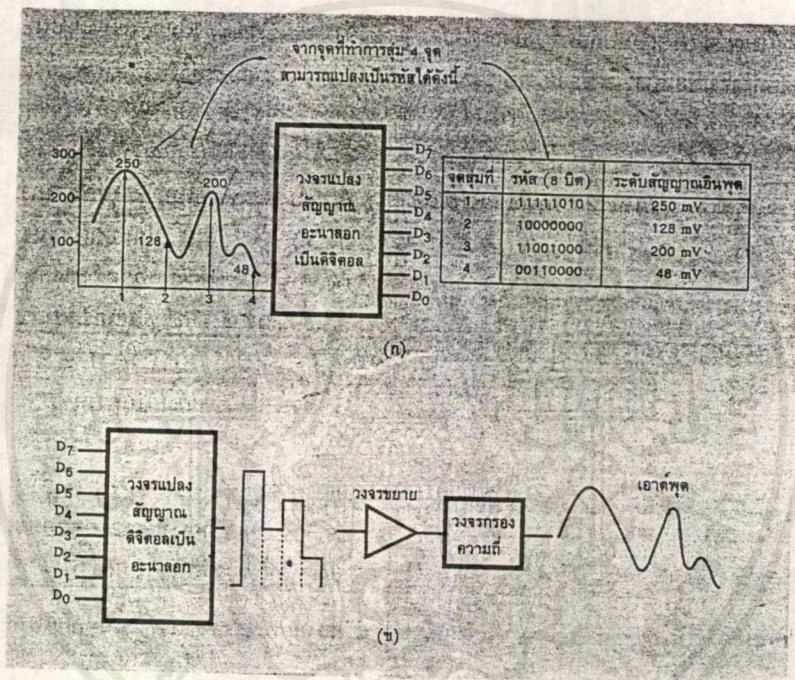 จากจุดที่ทำการสุ่ม 4 จุด
สามารถแปลงเป็นรหัสได้ดังนี้
300
200
100
250
128
200
48
1 2 3 4
วงจรแปลง
สัญญาณ
อะนาลอก
เป็นดิจิตอล
D7
D6
D5
D4
D3
D2
D1
D0
จุดสุ่มที่ รหัส (8 บิต) ระดับสัญญาณอินพุต
1 11111010 250 mV
2 10000000 128 mV
3 11001000 200 mV
4 00110000 48 mV
(ก)
D7
D6
D5
D4
D3
D2
D1
D0
วงจรแปลง
สัญญาณ
ดิจิตอลเป็น
อะนาลอก
วงจรขยาย
วงจรกรอง
ความถี่
เอาต์พุต
(ข)